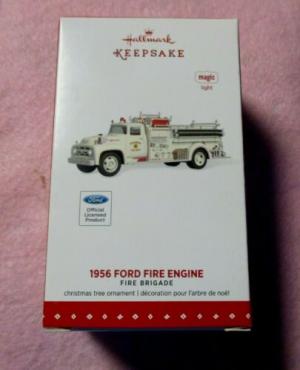 Hallmark
KEEPSAKE
magic
light
Ford
Official
Licensed
Product
1956 FORD FIRE ENGINE
FIRE BRIGADE
christmas tree ornament | décoration pour l'arbre de noël